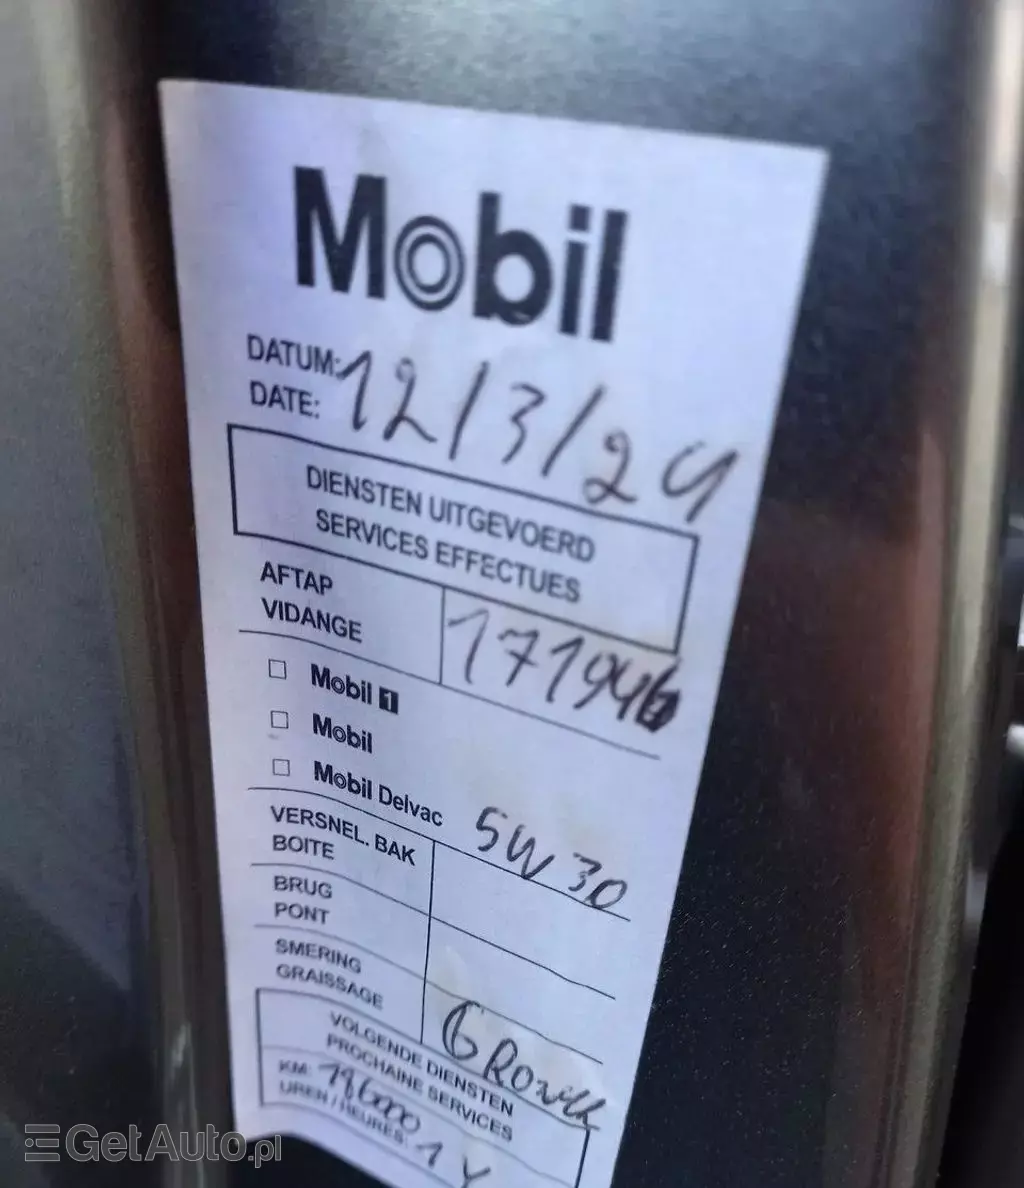 Mobil
DATUM: 12/3/24
DATE:
DIENSTEN UITGEVOERD
SERVICES EFFECTUES
AFTAP
VIDANGE 171946
Mobil 1
Mobil
Mobil Delvac 5W30
VERSNEL. BAK
BOITE
BRUG
PONT
SMERING
GRAISSAGE
VOLGENDE DIENSTEN
PROCHAINE SERVICES
KM:
UREN / HEURES:
GetAuto.pl